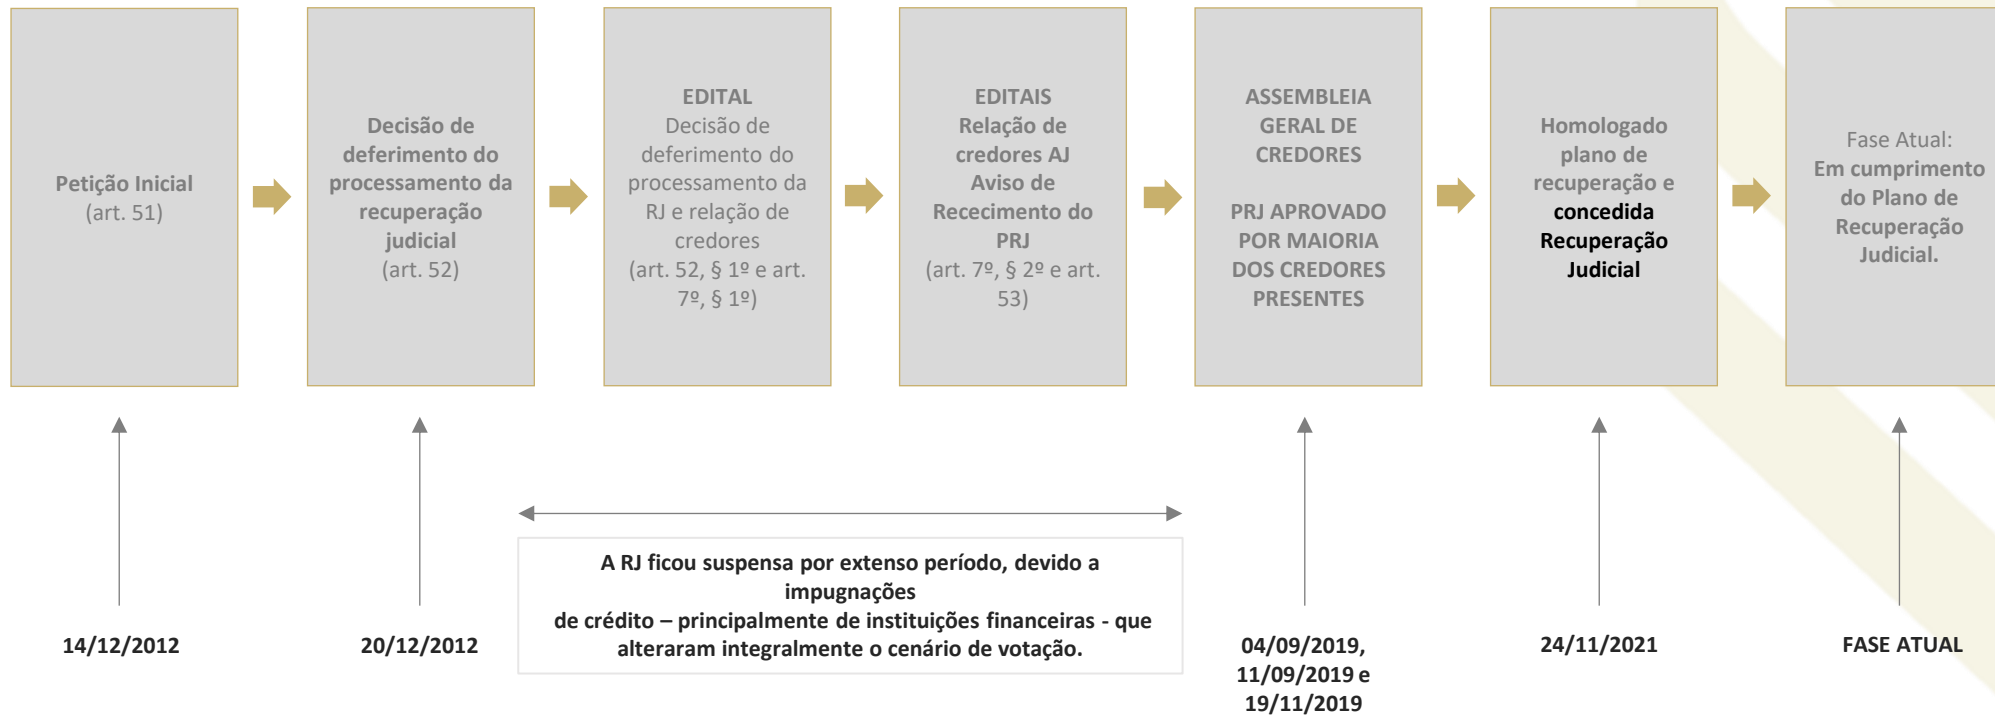 Petição Inicial
(art. 51)
Decisão de
deferimento do
processamento da
recuperação
judicial
(art. 52)
EDITAL
Decisão de
deferimento do
processamento da
RJ e relação de
credores
(art. 52, § 1º e art.
7º, § 1º)
EDITAIS
Relação de
credores AJ
Aviso de
Rececimento do
PRJ
(art. 7º, § 2º e art.
53)
ASSEMBLEIA
GERAL DE
CREDORES
PRJ APROVADO
POR MAIORIA
DOS CREDORES
PRESENTES
Homologado
plano de
recuperação e
concedida
Recuperação
Judicial
Fase Atual:
Em cumprimento
do Plano de
Recuperação
Judicial.
A RJ ficou suspensa por extenso período, devido a
impugnações
de crédito – principalmente de instituições financeiras - que
alteraram integralmente o cenário de votação.
14/12/2012
20/12/2012
04/09/2019,
11/09/2019 e
19/11/2019
24/11/2021
FASE ATUAL